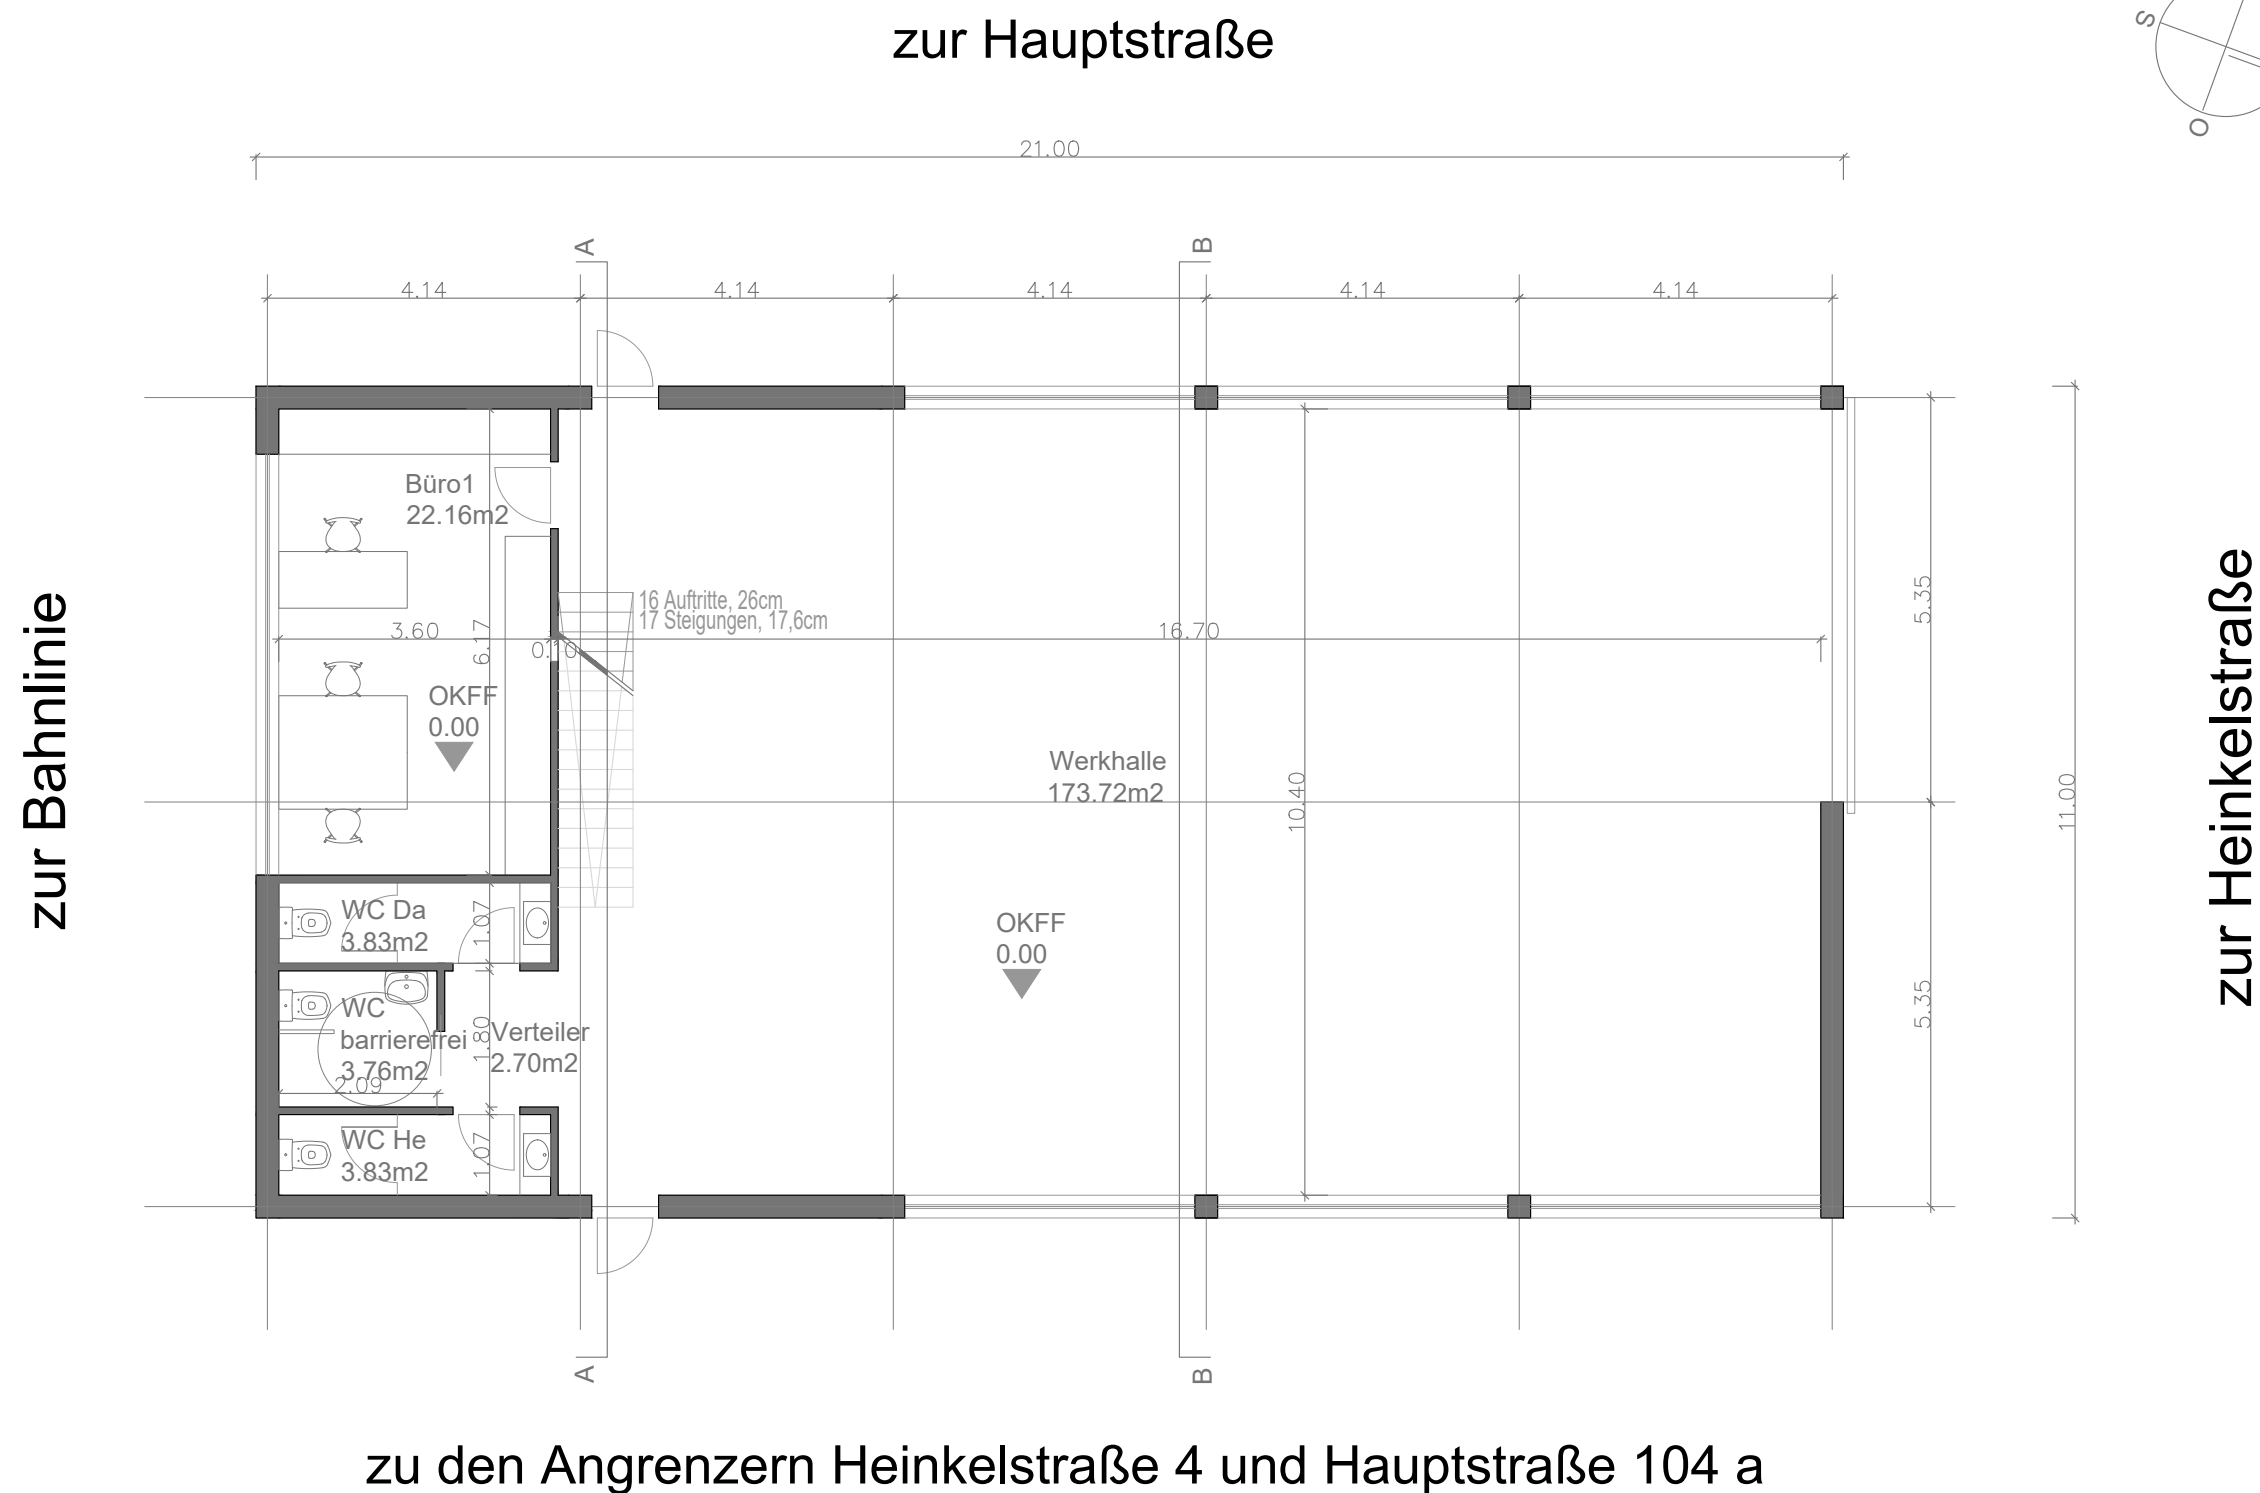 zur Hauptstraße
S
O
21.00
A
B
4.14
4.14
4.14
4.14
4.14
Büro1
22.16m2
16 Auftritte, 26cm
17 Steigungen, 17,6cm
3.60
6.17
16.70
5.35
OKFF
0.00
zur Bahnlinie
Werkhalle
173.72m2
10.40
11.00
zur Heinkelstraße
WC Da
3.83m2
1.07
OKFF
0.00
WC
barrierefrei
3.76m2
2.09
1.80
Verteiler
2.70m2
5.35
WC He
3.83m2
1.07
A
B
zu den Angrenzern Heinkelstraße 4 und Hauptstraße 104 a